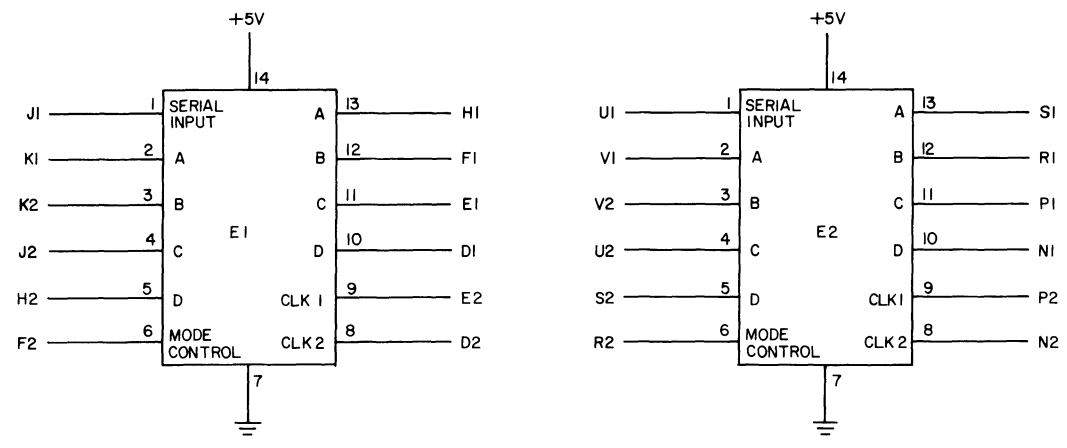 +5V
14
J1 1 SERIAL INPUT A 13 H1
K1 2 A B 12 F1
K2 3 B C 11 E1
E1
J2 4 C D 10 D1
H2 5 D CLK 1 9 E2
F2 6 MODE CONTROL CLK 2 8 D2
7
+5V
14
U1 1 SERIAL INPUT A 13 S1
V1 2 A B 12 R1
V2 3 B C 11 P1
E2
U2 4 C D 10 N1
S2 5 D CLK1 9 P2
R2 6 MODE CONTROL CLK 2 8 N2
7